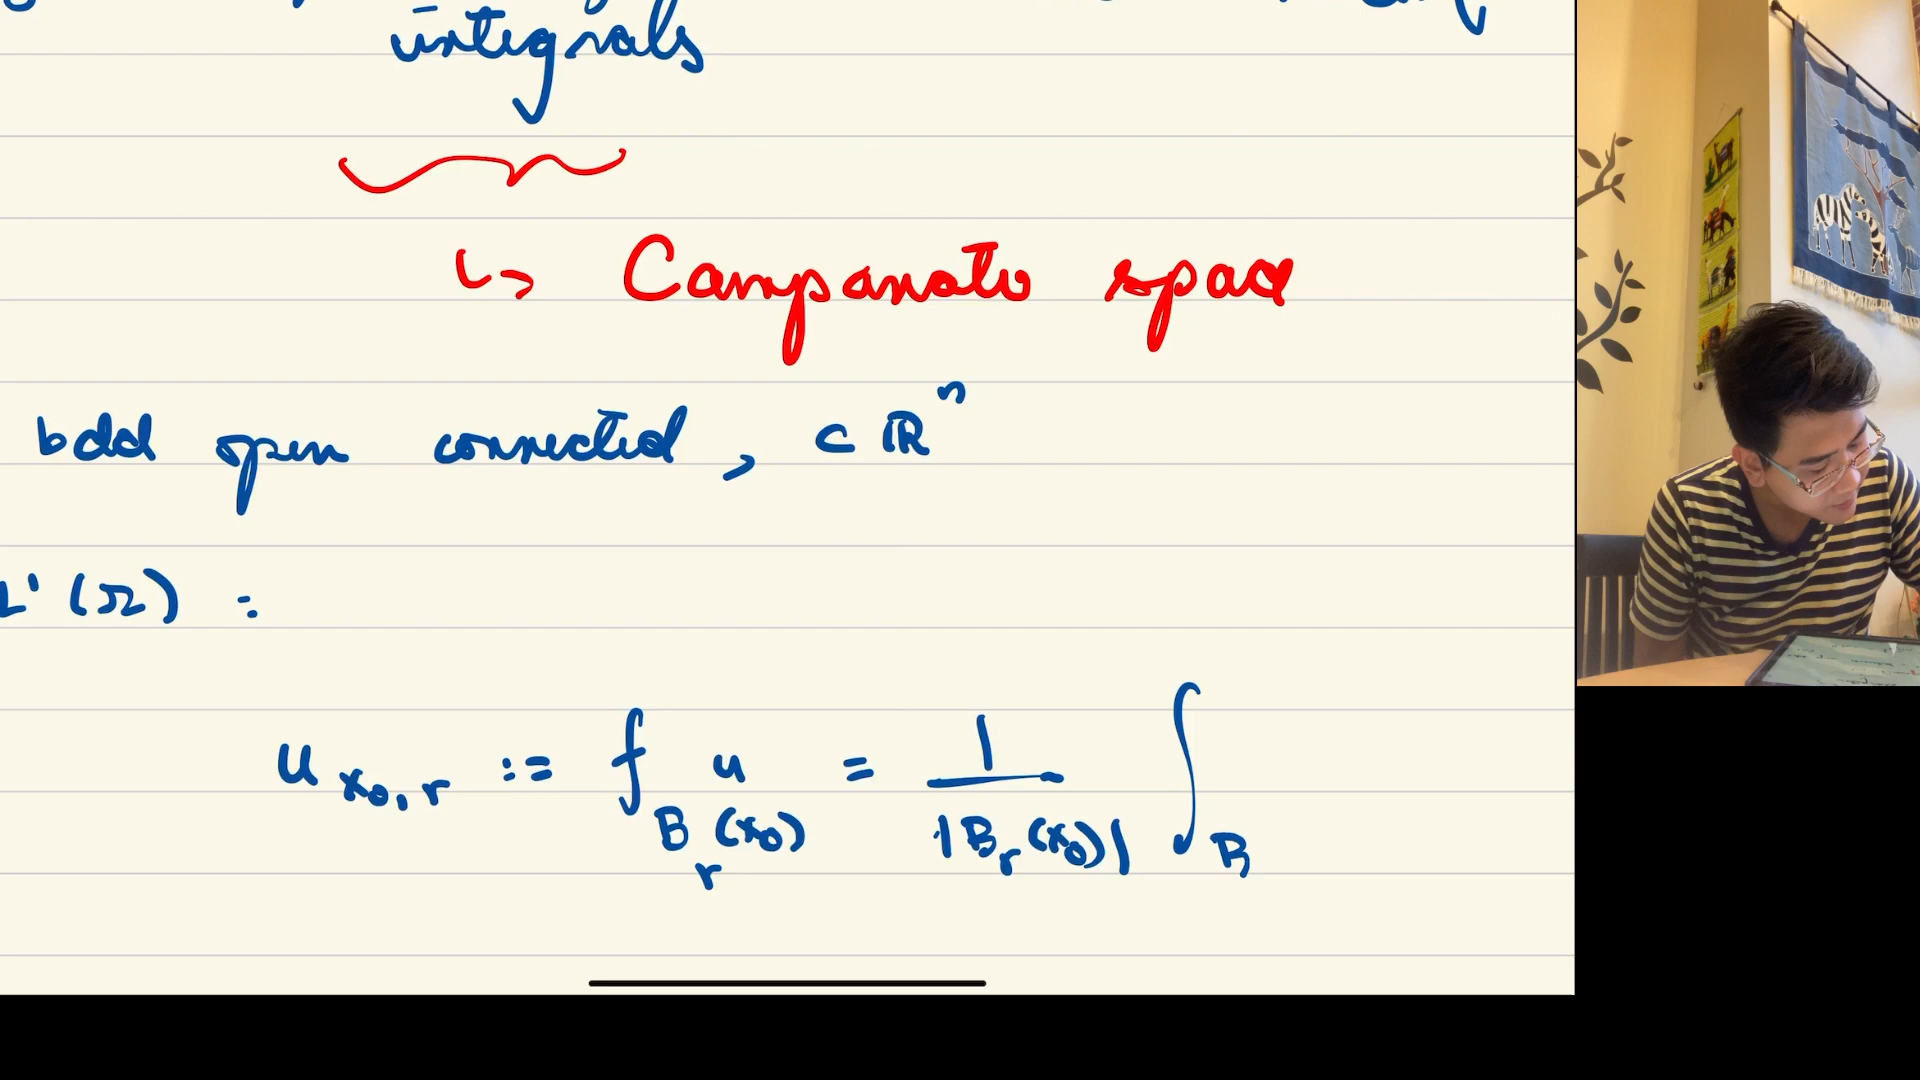 integrals
↳ Campanato space
bdd open connected, ⊂ ℝⁿ
L¹(Ω) :
u_{x₀,r} := ⨍_{B_r(x₀)} u = 1/|B_r(x₀)| ∫_B